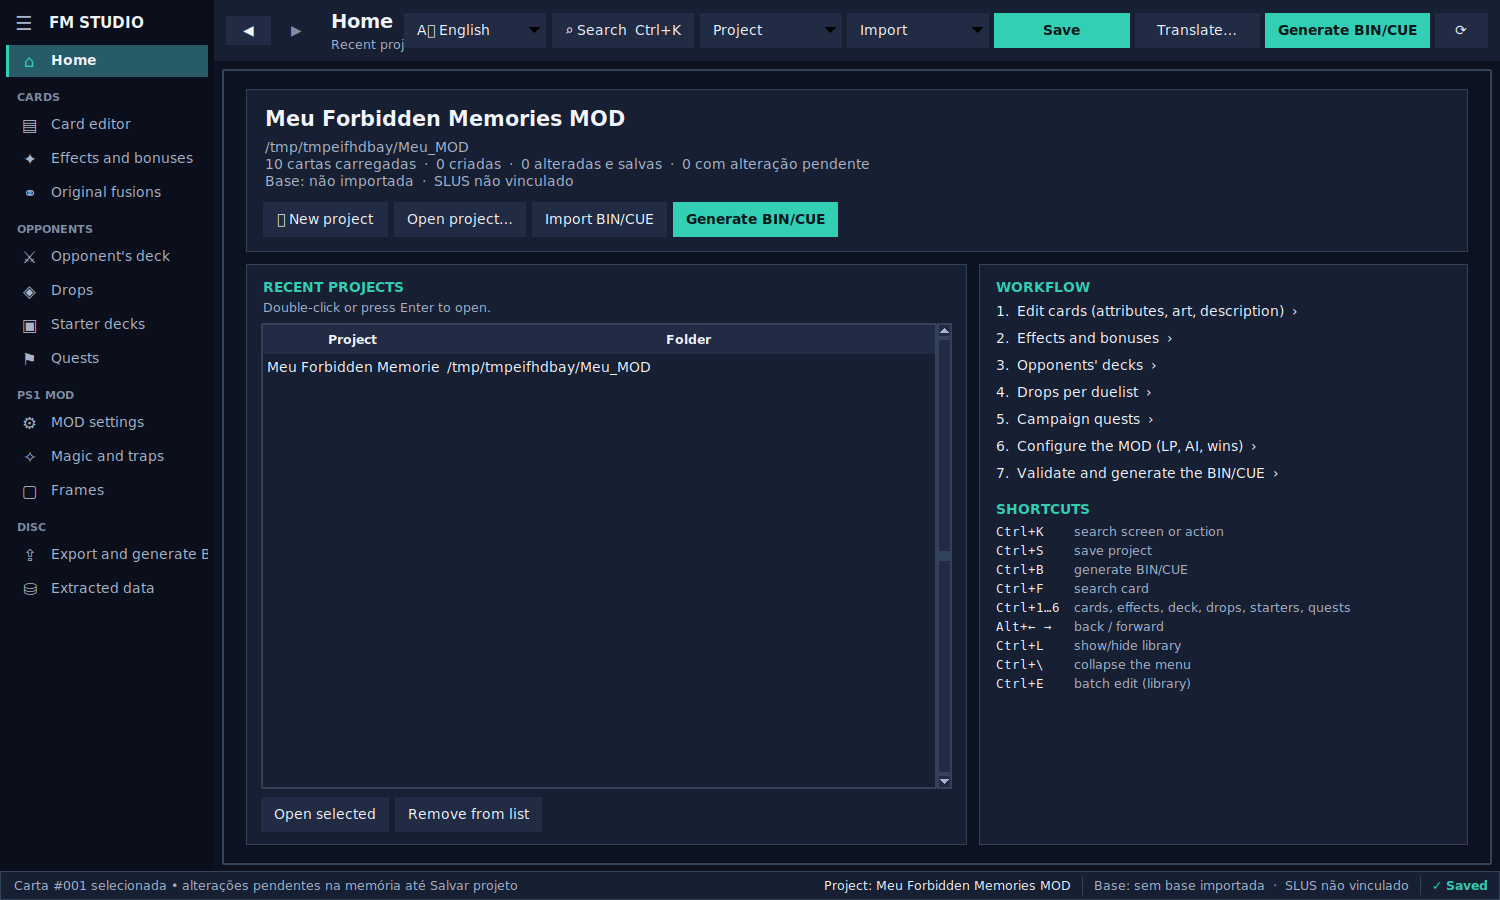 FM STUDIO
Home
CARDS
Card editor
Effects and bonuses
Original fusions
OPPONENTS
Opponent's deck
Drops
Starter decks
Quests
PS1 MOD
MOD settings
Magic and traps
Frames
DISC
Export and generate B
Extracted data
Home
Recent proj
A English
Search Ctrl+K
Project
Import
Save
Translate...
Generate BIN/CUE
Meu Forbidden Memories MOD
/tmp/tmpeifhdbay/Meu_MOD
10 cartas carregadas · 0 criadas · 0 alteradas e salvas · 0 com alteração pendente
Base: não importada · SLUS não vinculado
New project
Open project...
Import BIN/CUE
Generate BIN/CUE
RECENT PROJECTS
Double-click or press Enter to open.
Project Folder
Meu Forbidden Memorie /tmp/tmpeifhdbay/Meu_MOD
Open selected
Remove from list
WORKFLOW
1. Edit cards (attributes, art, description) ›
2. Effects and bonuses ›
3. Opponents' decks ›
4. Drops per duelist ›
5. Campaign quests ›
6. Configure the MOD (LP, AI, wins) ›
7. Validate and generate the BIN/CUE ›
SHORTCUTS
Ctrl+K search screen or action
Ctrl+S save project
Ctrl+B generate BIN/CUE
Ctrl+F search card
Ctrl+1…6 cards, effects, deck, drops, starters, quests
Alt+← → back / forward
Ctrl+L show/hide library
Ctrl+\ collapse the menu
Ctrl+E batch edit (library)
Carta #001 selecionada • alterações pendentes na memória até Salvar projeto
Project: Meu Forbidden Memories MOD
Base: sem base importada · SLUS não vinculado
✓ Saved